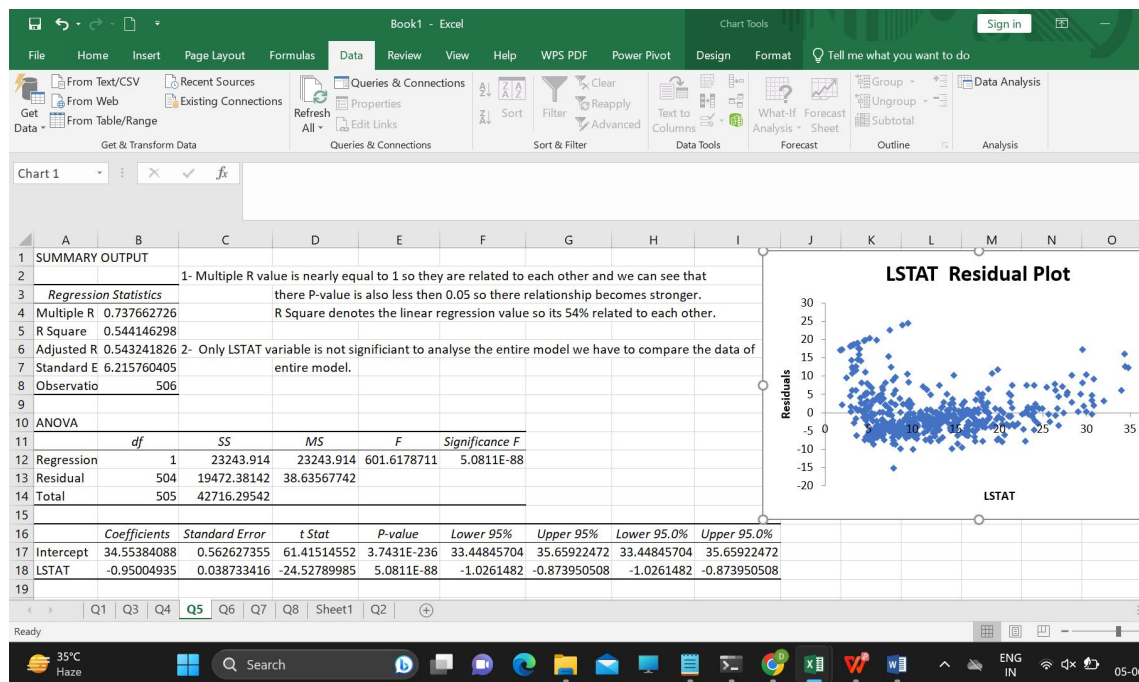 Book1 - Excel
Chart Tools
Sign in
File Home Insert Page Layout Formulas Data Review View Help WPS PDF Power Pivot Design Format Tell me what you want to do
Get Data
From Text/CSV
From Web
From Table/Range
Recent Sources
Existing Connections
Get & Transform Data
Refresh All
Queries & Connections
Properties
Edit Links
Queries & Connections
Sort
Filter
Clear
Reapply
Advanced
Sort & Filter
Text to Columns
Data Tools
What-If Analysis
Forecast Sheet
Forecast
Group
Ungroup
Subtotal
Outline
Data Analysis
Analysis
Chart 1
fx
A B C D E F G H I J K L M N O
1 SUMMARY OUTPUT
2 1- Multiple R value is nearly equal to 1 so they are related to each other and we can see that
3 Regression Statistics there P-value is also less then 0.05 so there relationship becomes stronger.
4 Multiple R 0.737662726 R Square denotes the linear regression value so its 54% related to each other.
5 R Square 0.544146298
6 Adjusted R 0.543241826 2- Only LSTAT variable is not significiant to analyse the entire model we have to compare the data of
7 Standard E 6.215760405 entire model.
8 Observatio 506
9
10 ANOVA
11 df SS MS F Significance F
12 Regression 1 23243.914 23243.914 601.6178711 5.0811E-88
13 Residual 504 19472.38142 38.63567742
14 Total 505 42716.29542
15
16 Coefficients Standard Error t Stat P-value Lower 95% Upper 95% Lower 95.0% Upper 95.0%
17 Intercept 34.55384088 0.562627355 61.41514552 3.7431E-236 33.44845704 35.65922472 33.44845704 35.65922472
18 LSTAT -0.95004935 0.038733416 -24.52789985 5.0811E-88 -1.0261482 -0.873950508 -1.0261482 -0.873950508
19
LSTAT Residual Plot
Residuals
30
25
20
15
10
5
0
-5
-10
-15
-20
0 5 10 15 20 25 30 35
LSTAT
Q1 Q3 Q4 Q5 Q6 Q7 Q8 Sheet1 Q2
Ready
35°C
Haze
Search
ENG
IN
05-0